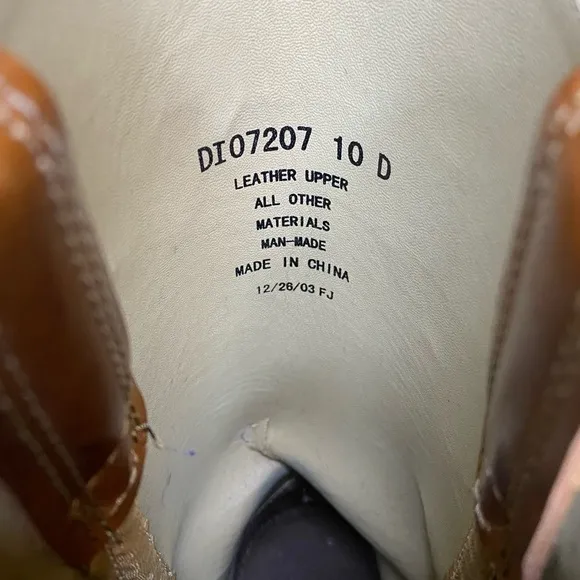 DI07207 10 D
LEATHER UPPER
ALL OTHER
MATERIALS
MAN-MADE
MADE IN CHINA
12/26/03 FJ